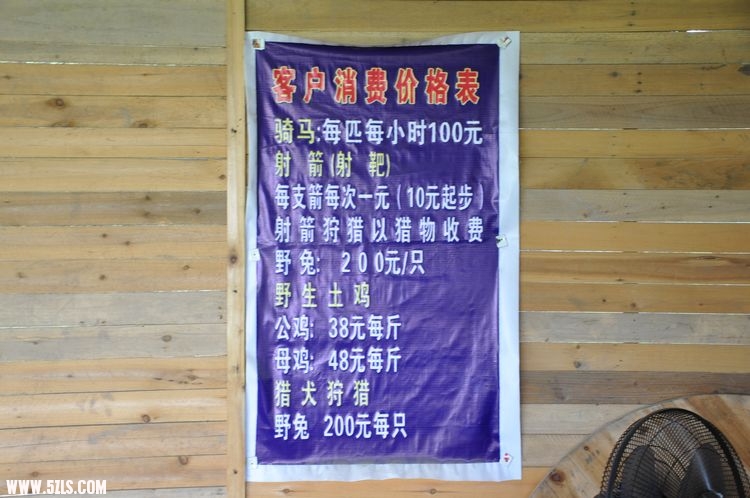 客户消费价格表
骑马:每匹每小时100元
射 箭(射 靶)
每支箭每次一元(10元起步)
射箭狩猎以猎物收费
野兔: 200元/只
野生土鸡
公鸡: 38元每斤
母鸡: 48元每斤
猎犬狩猎
野兔 200元每只
WWW.5ZLS.COM